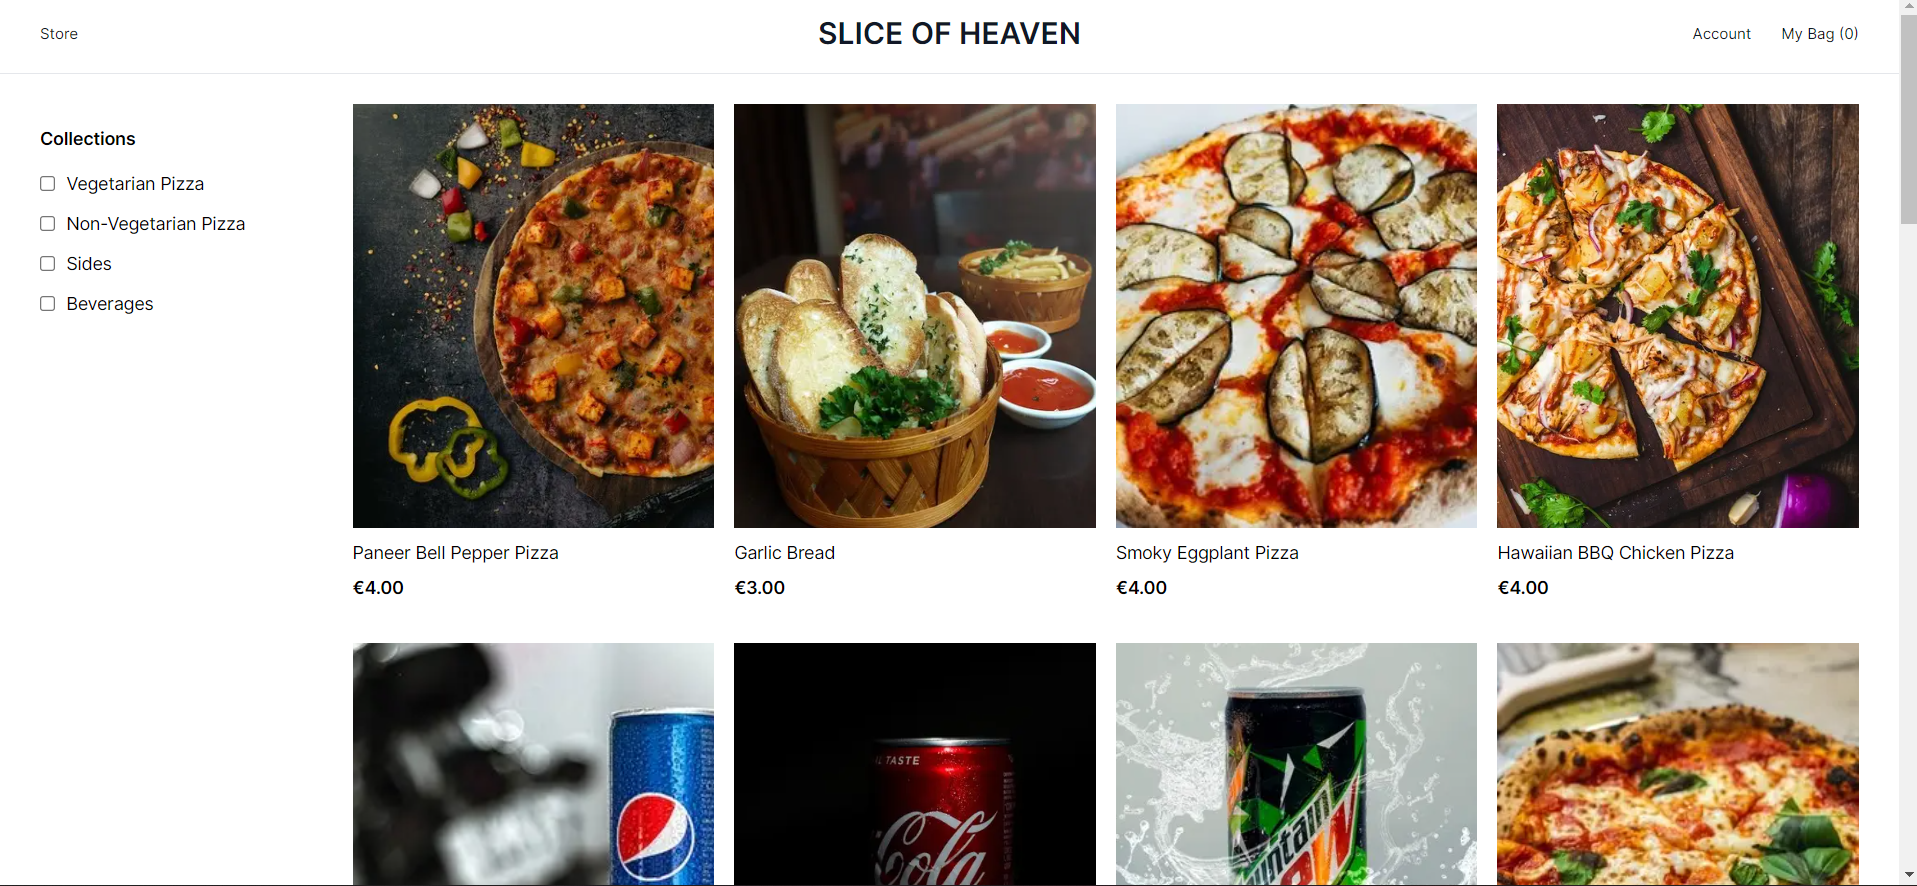 Store
SLICE OF HEAVEN
Account
My Bag (0)
Collections
Vegetarian Pizza
Non-Vegetarian Pizza
Sides
Beverages
Paneer Bell Pepper Pizza
€4.00
Garlic Bread
€3.00
Smoky Eggplant Pizza
€4.00
Hawaiian BBQ Chicken Pizza
€4.00
TASTE
Cola